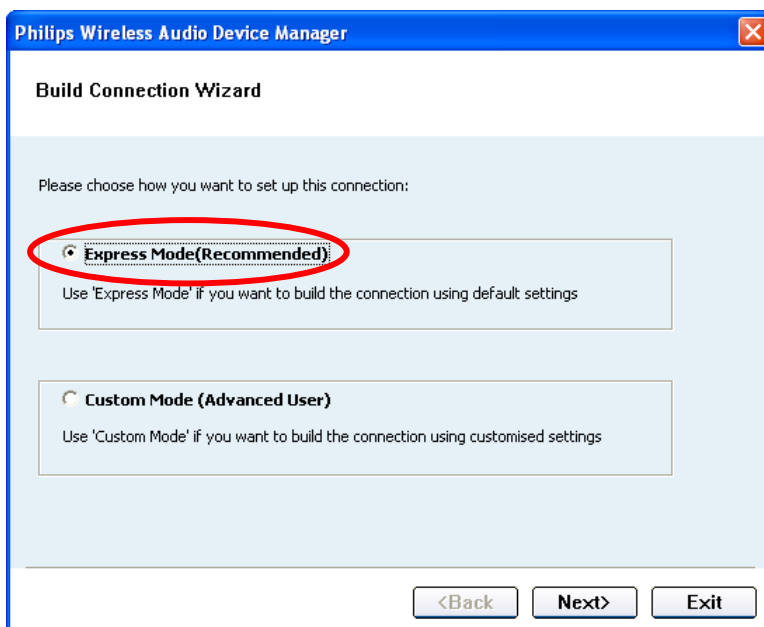 Philips Wireless Audio Device Manager
Build Connection Wizard
Please choose how you want to set up this connection:
Express Mode(Recommended)
Use 'Express Mode' if you want to build the connection using default settings
Custom Mode (Advanced User)
Use 'Custom Mode' if you want to build the connection using customised settings
<Back Next> Exit